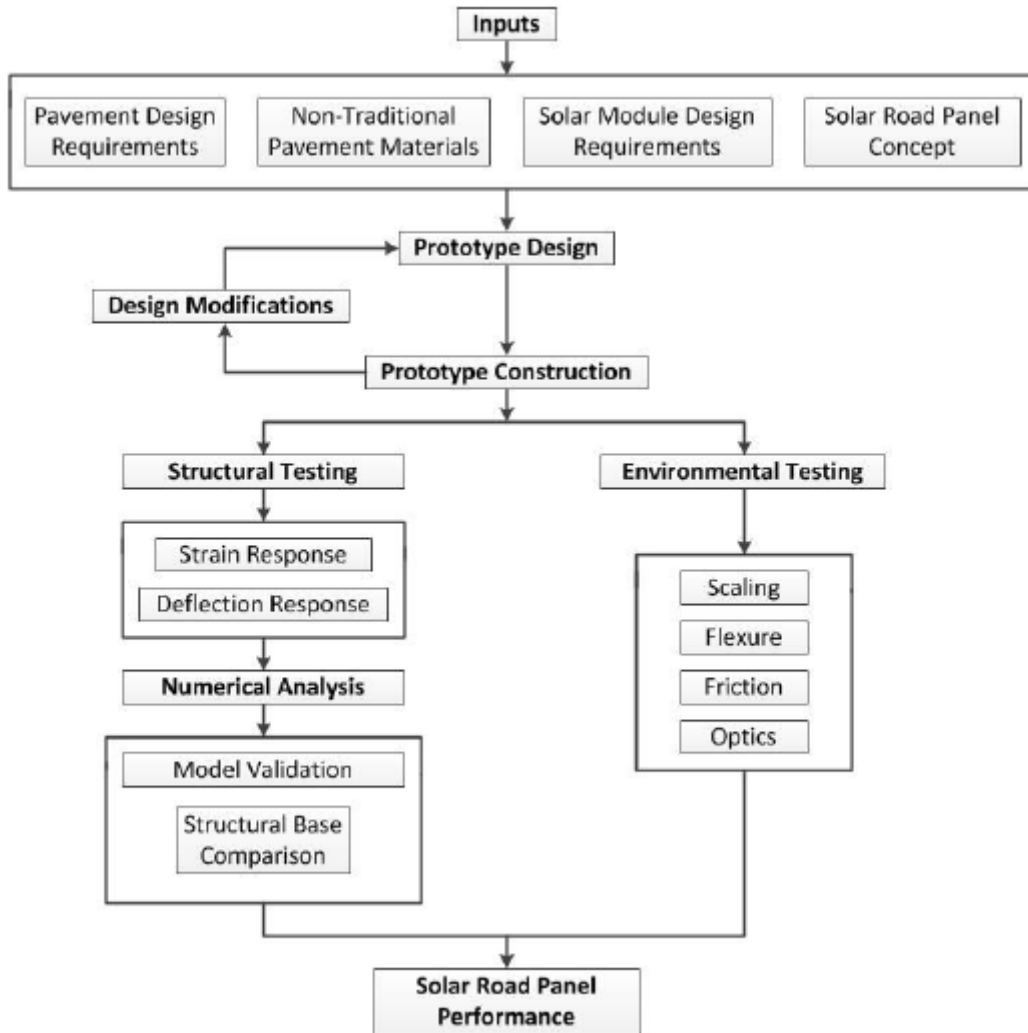 Inputs
Pavement Design
Requirements
Non-Traditional
Pavement Materials
Solar Module Design
Requirements
Solar Road Panel
Concept
Prototype Design
Design Modifications
Prototype Construction
Structural Testing
Environmental Testing
Strain Response
Deflection Response
Scaling
Flexure
Friction
Optics
Numerical Analysis
Model Validation
Structural Base
Comparison
Solar Road Panel
Performance